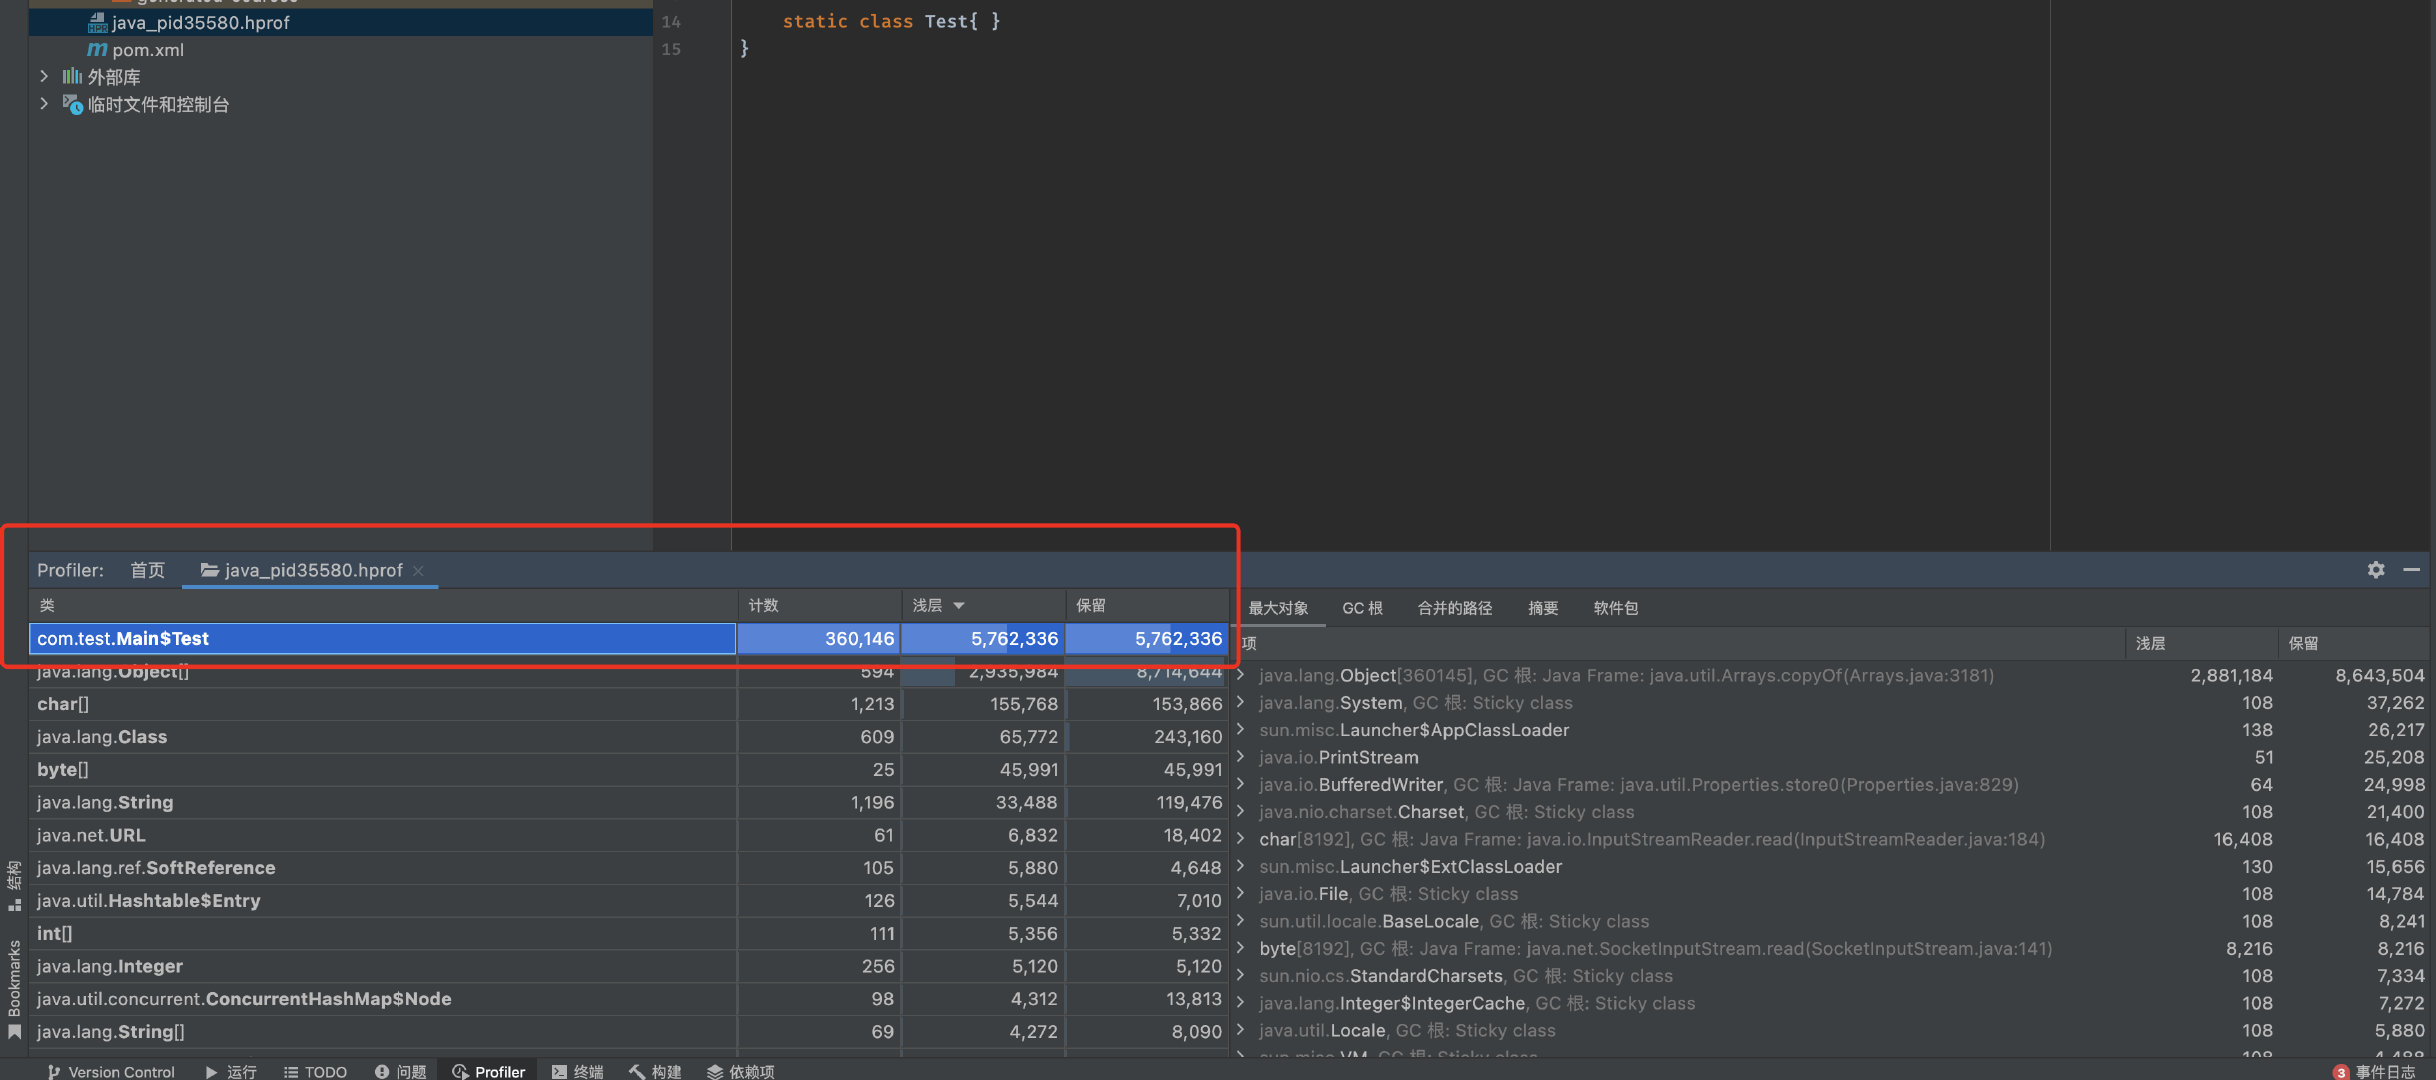 java_pid35580.hprof
pom.xml
外部库
临时文件和控制台
14 static class Test{ }
15 }
Profiler: 首页 java_pid35580.hprof
类 计数 浅层 保留
com.test.Main$Test 360,146 5,762,336 5,762,336
java.lang.Object[] 594 2,935,984 8,714,644
char[] 1,213 155,768 153,866
java.lang.Class 609 65,772 243,160
byte[] 25 45,991 45,991
java.lang.String 1,196 33,488 119,476
java.net.URL 61 6,832 18,402
java.lang.ref.SoftReference 105 5,880 4,648
java.util.Hashtable$Entry 126 5,544 7,010
int[] 111 5,356 5,332
java.lang.Integer 256 5,120 5,120
java.util.concurrent.ConcurrentHashMap$Node 98 4,312 13,813
java.lang.String[] 69 4,272 8,090
最大对象 GC 根 合并的路径 摘要 软件包
项 浅层 保留
java.lang.Object[360145], GC 根: Java Frame: java.util.Arrays.copyOf(Arrays.java:3181) 2,881,184 8,643,504
java.lang.System, GC 根: Sticky class 108 37,262
sun.misc.Launcher$AppClassLoader 138 26,217
java.io.PrintStream 51 25,208
java.io.BufferedWriter, GC 根: Java Frame: java.util.Properties.store0(Properties.java:829) 64 24,998
java.nio.charset.Charset, GC 根: Sticky class 108 21,400
char[8192], GC 根: Java Frame: java.io.InputStreamReader.read(InputStreamReader.java:184) 16,408 16,408
sun.misc.Launcher$ExtClassLoader 130 15,656
java.io.File, GC 根: Sticky class 108 14,784
sun.util.locale.BaseLocale, GC 根: Sticky class 108 8,241
byte[8192], GC 根: Java Frame: java.net.SocketInputStream.read(SocketInputStream.java:141) 8,216 8,216
sun.nio.cs.StandardCharsets, GC 根: Sticky class 108 7,334
java.lang.Integer$IntegerCache, GC 根: Sticky class 108 7,272
java.util.Locale, GC 根: Sticky class 108 5,880
结构
Bookmarks
Version Control 运行 TODO 问题 Profiler 终端 构建 依赖项 3 事件日志